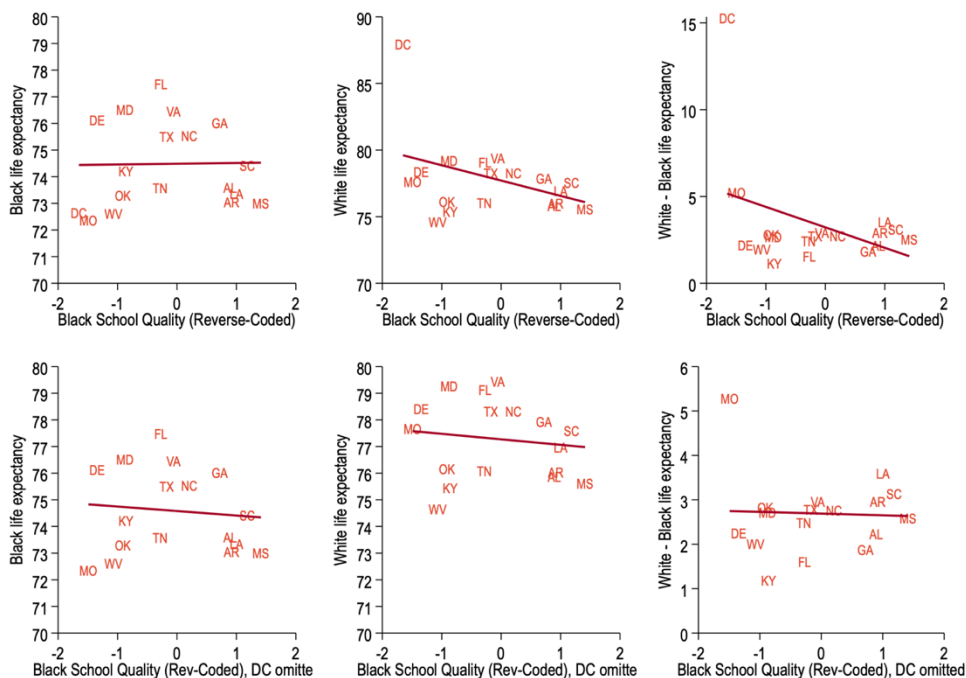 Black life expectancy
80
79
78
77
76
75
74
73
72
71
70
FL
MD
VA
DE
GA
TX NC
SC
KY
TN
AL
OK
LA
AR
MS
DC
WV
MO
-2 -1 0 1 2
Black School Quality (Reverse-Coded)
White life expectancy
90
85
80
75
70
DC
MD
FL
VA
DE
TX
NC
MO
GA
SC
LA
OK
TN
KY
AR
AL
MS
WV
-2 -1 0 1 2
Black School Quality (Reverse-Coded)
White - Black life expectancy
15
10
5
0
DC
MO
LA
SC
OK
MD
TX
VA
NC
AR
MS
DE
TN
AL
WV
GA
FL
KY
-2 -1 0 1 2
Black School Quality (Reverse-Coded)
Black life expectancy
80
79
78
77
76
75
74
73
72
71
70
FL
MD
VA
DE
GA
TX NC
SC
KY
TN
AL
OK
LA
AR
MS
WV
MO
-2 -1 0 1 2
Black School Quality (Rev-Coded), DC omitte
White life expectancy
80
79
78
77
76
75
74
73
72
71
70
VA
MD
FL
DE
TX NC
GA
MO
SC
LA
OK
TN
AR
AL
KY
MS
WV
-2 -1 0 1 2
Black School Quality (Rev-Coded), DC omitte
White - Black life expectancy
6
5
4
3
2
1
0
MO
LA
SC
VA
AR
OK
MD
TX
NC
MS
TN
DE
AL
WV
GA
FL
KY
-2 -1 0 1 2
Black School Quality (Rev-Coded), DC omitted